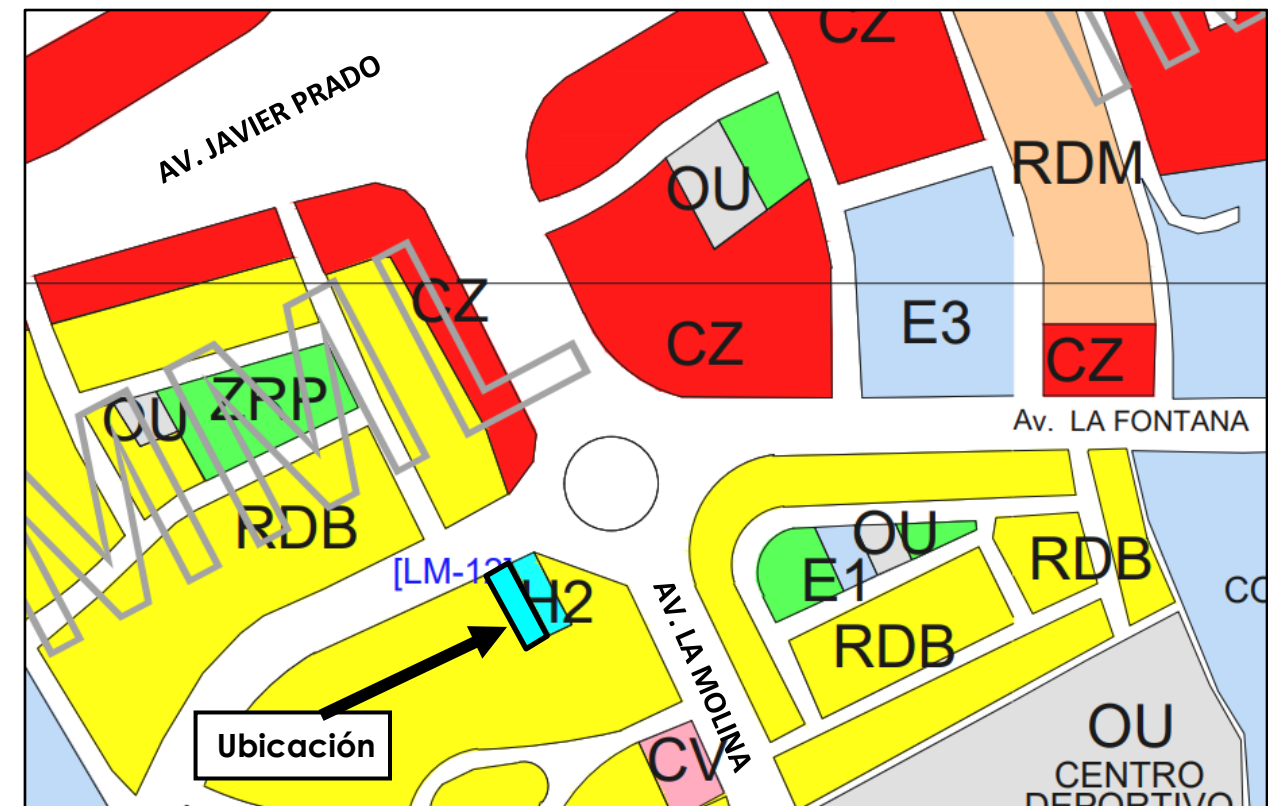 CZ
AV. JAVIER PRADO
RDM
OU
CZ
E3
CZ
CZ
ZRP
OU
Av. LA FONTANA
RDB
OU
RDB
[LM-12]
H2
E1
CO
AV. LA MOLINA
RDB
Ubicación
CV
OU
CENTRO
DEPORTIVO